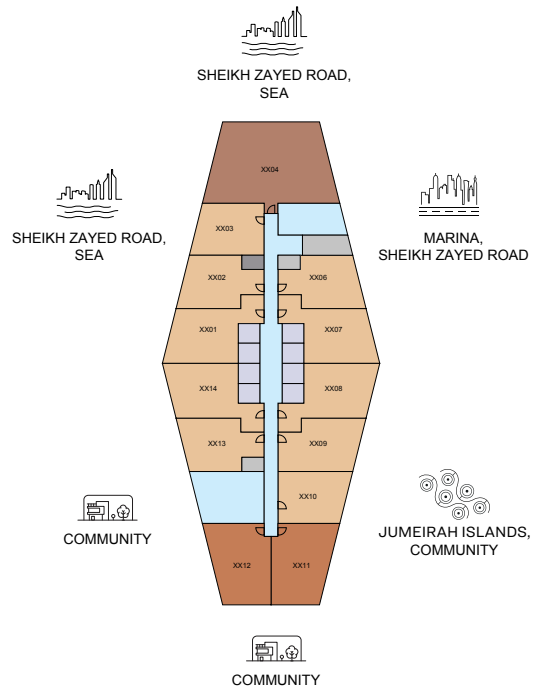 SHEIKH ZAYED ROAD,
SEA
XX04
SHEIKH ZAYED ROAD,
SEA
XX03
MARINA,
SHEIKH ZAYED ROAD
XX02
XX06
XX01
XX07
XX14
XX08
XX13
XX09
XX10
COMMUNITY
JUMEIRAH ISLANDS,
COMMUNITY
XX12
XX11
COMMUNITY